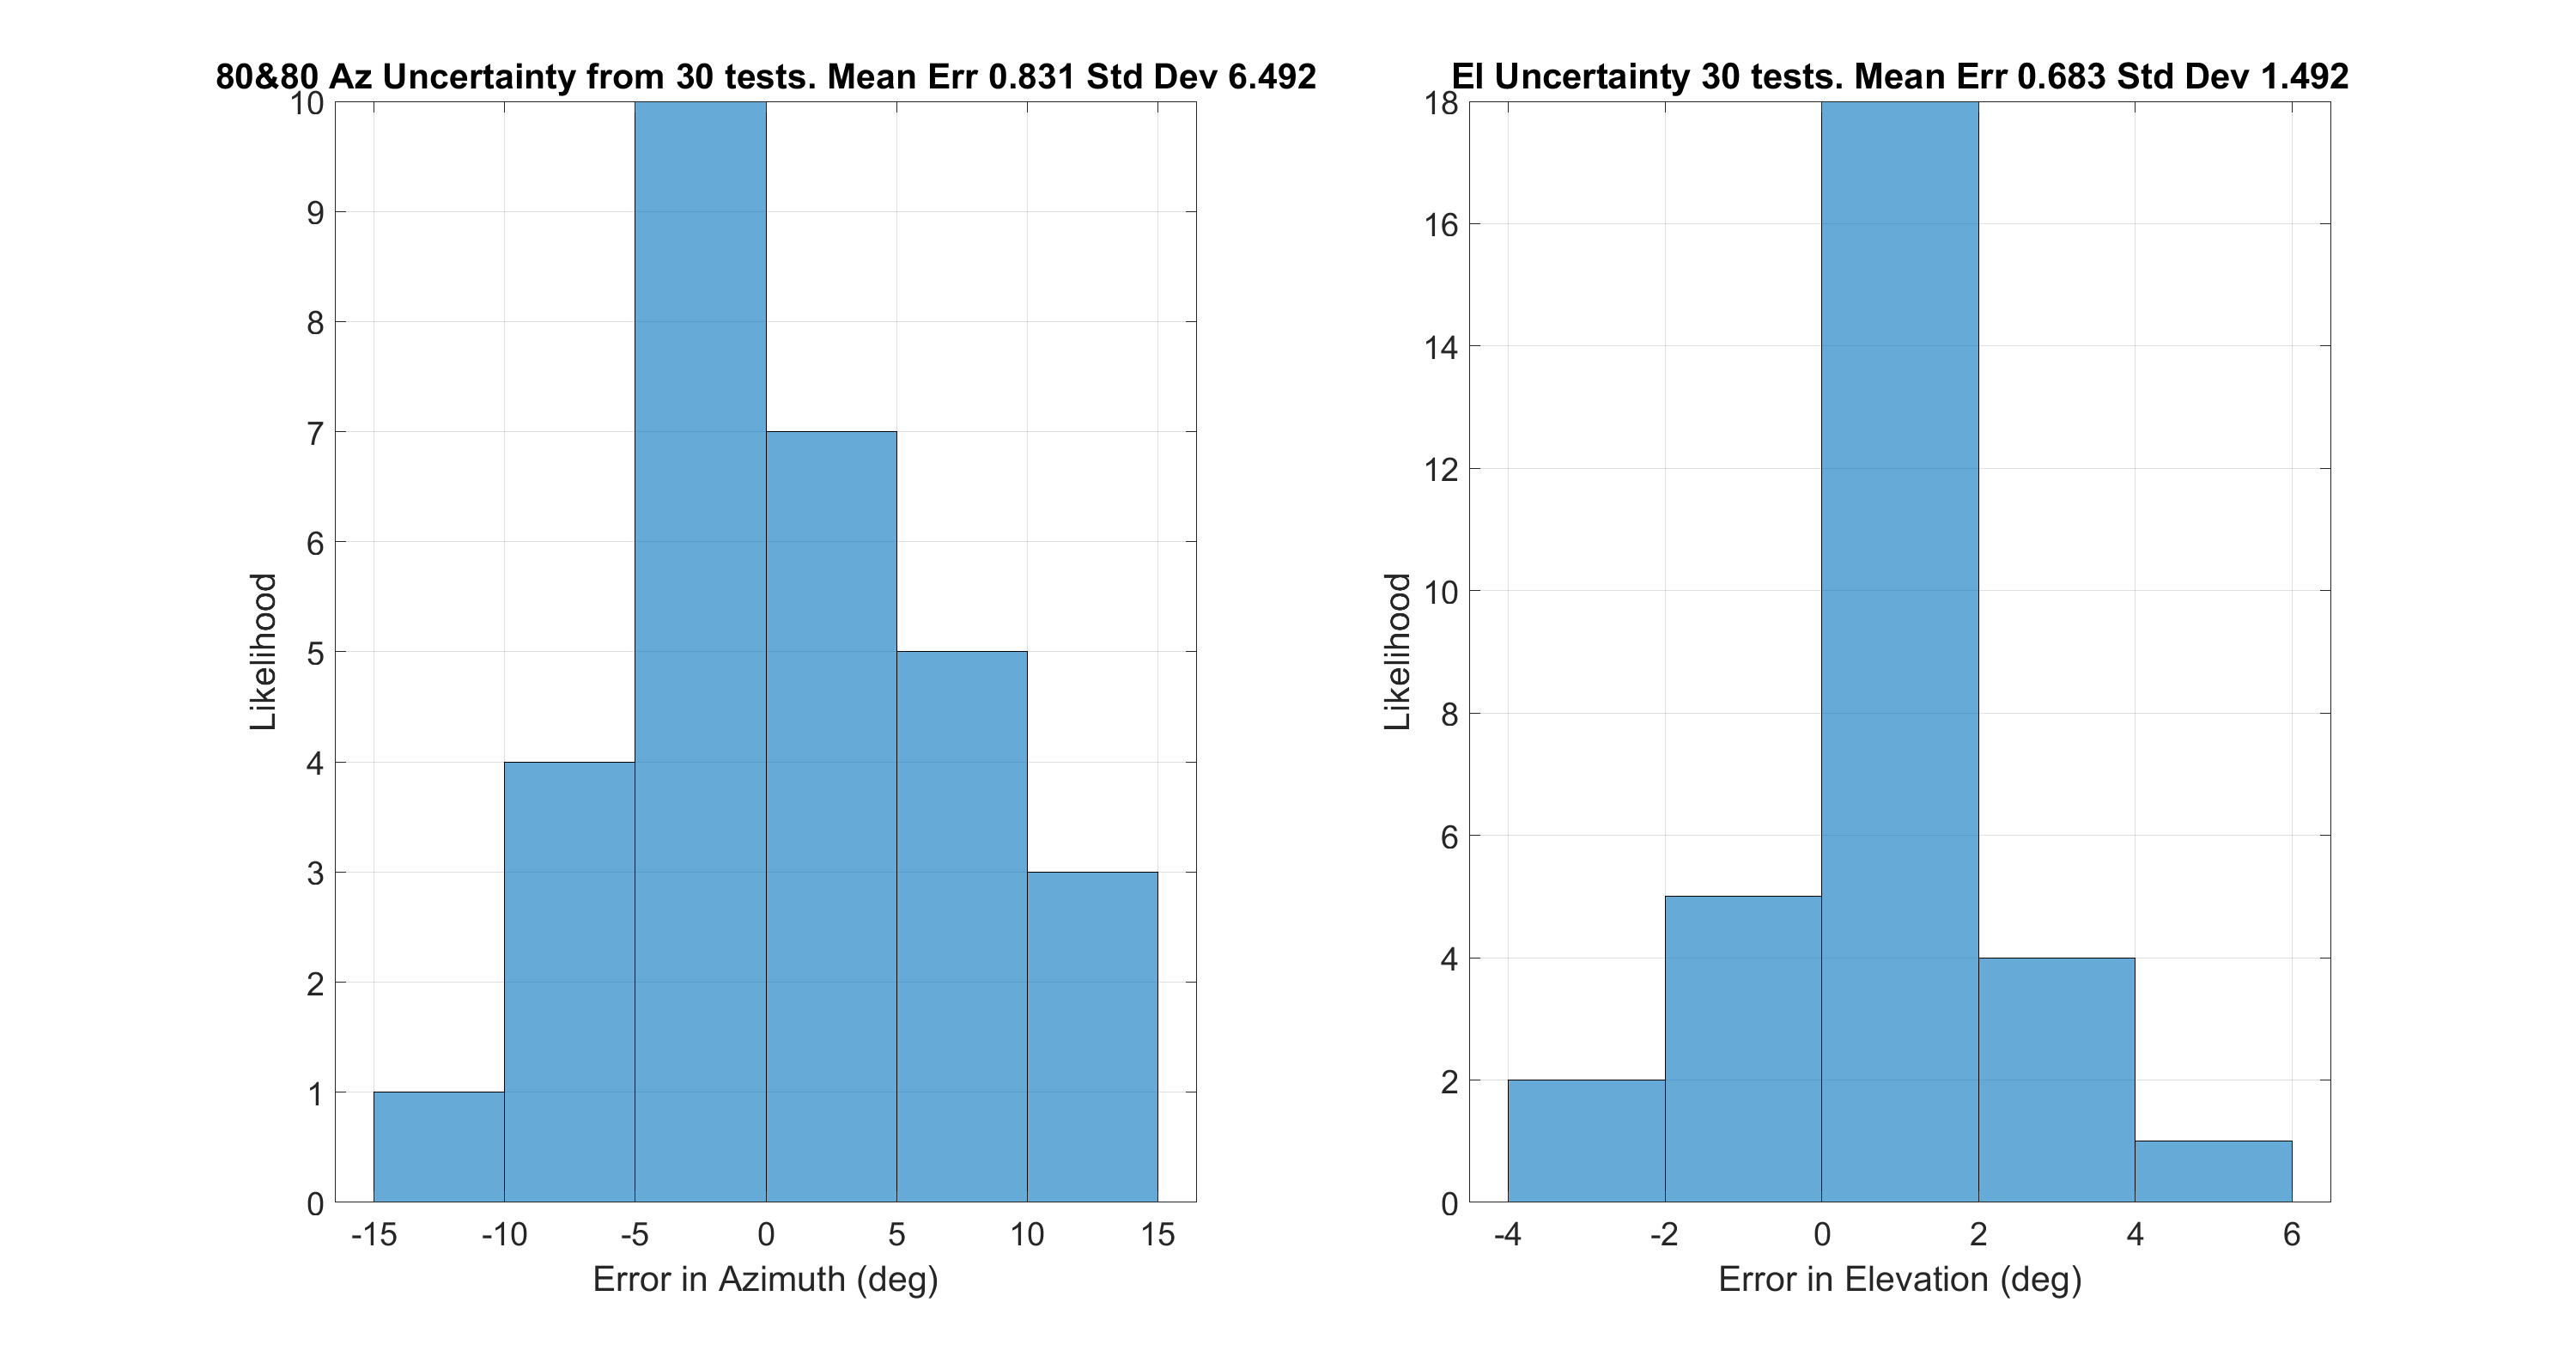 80&80 Az Uncertainty from 30 tests. Mean Err 0.831 Std Dev 6.492
10
9
8
7
6
5
4
3
2
1
0
Likelihood
-15 -10 -5 0 5 10 15
Error in Azimuth (deg)
El Uncertainty 30 tests. Mean Err 0.683 Std Dev 1.492
18
16
14
12
10
8
6
4
2
0
Likelihood
-4 -2 0 2 4 6
Error in Elevation (deg)